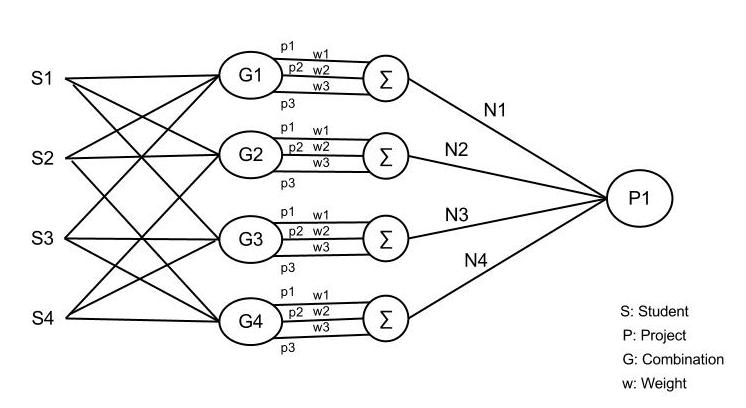 S1
S2
S3
S4
G1
p1
w1
p2
w2
w3
p3
Σ
G2
p1
w1
p2
w2
w3
p3
Σ
G3
p1
w1
p2
w2
w3
p3
Σ
G4
p1
w1
p2
w2
w3
p3
Σ
N1
N2
N3
N4
P1
S: Student
P: Project
G: Combination
w: Weight